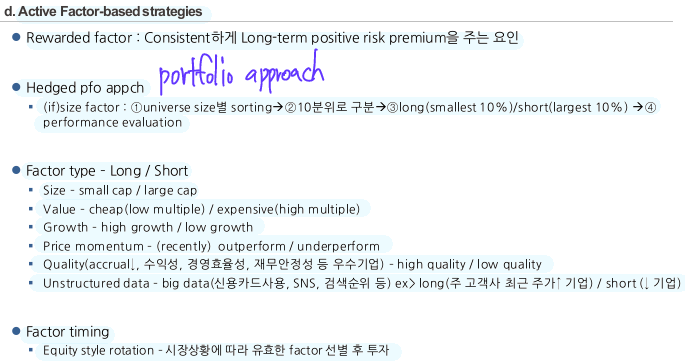 d. Active Factor-based strategies
● Rewarded factor : Consistent하게 Long-term positive risk premium을 주는 요인
portfolio approach
● Hedged pfo appch
▪ (if)size factor : ①universe size별 sorting→②10분위로 구분→③long(smallest 10%)/short(largest 10%) →④
performance evaluation
● Factor type - Long / Short
▪ Size - small cap / large cap
▪ Value - cheap(low multiple) / expensive(high multiple)
▪ Growth - high growth / low growth
▪ Price momentum - (recently) outperform / underperform
▪ Quality(accrual↓, 수익성, 경영효율성, 재무안정성 등 우수기업) - high quality / low quality
▪ Unstructured data - big data(신용카드사용, SNS, 검색순위 등) ex> long(주 고객사 최근 주가↑ 기업) / short (↓ 기업)
● Factor timing
▪ Equity style rotation - 시장상황에 따라 유효한 factor 선별 후 투자